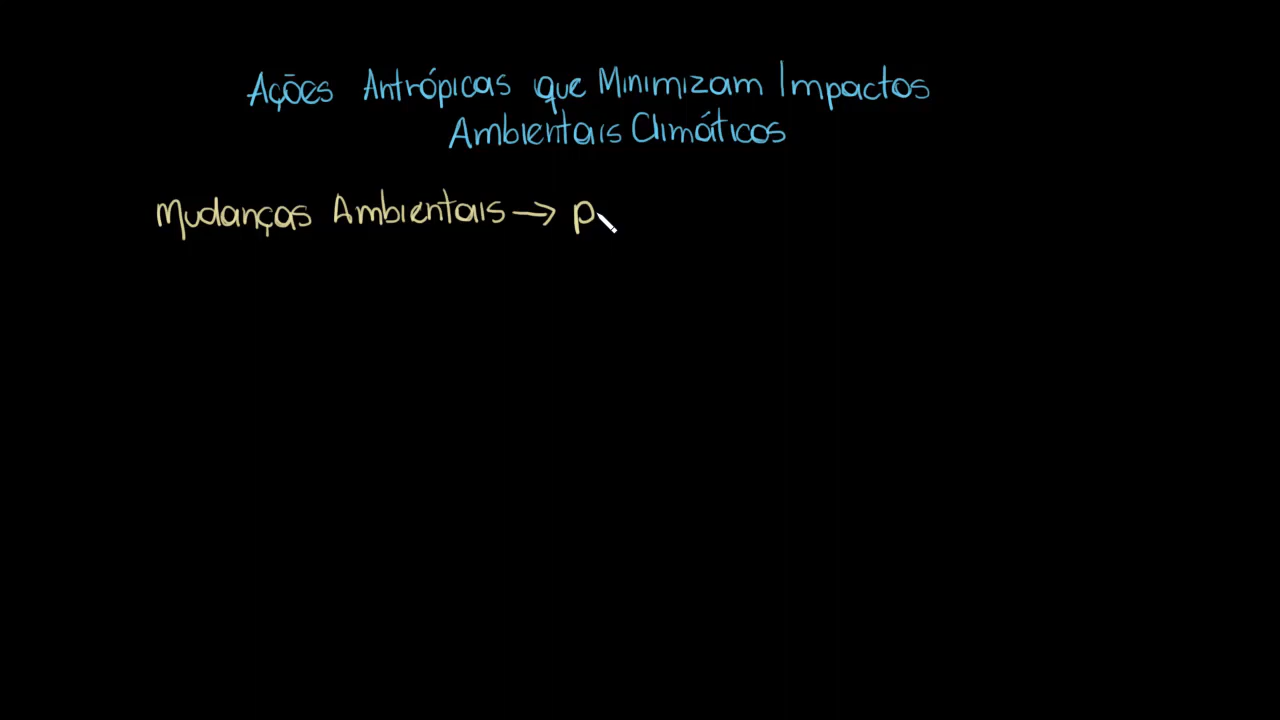 Ações Antrópicas que Minimizam Impactos
Ambientais Climáticos
Mudanças Ambientais → p